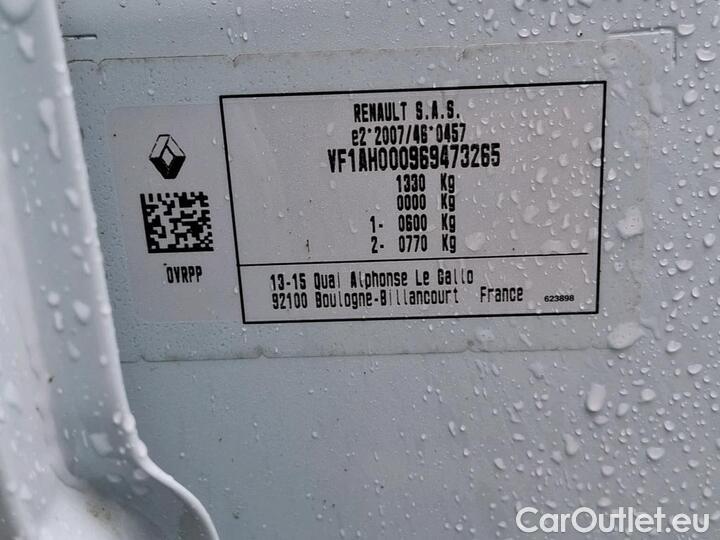 RENAULT S.A.S.
e2*2007/46*0457
VF1AH000969473265
1330 Kg
0000 Kg
1- 0600 Kg
2- 0770 Kg
0VRPP
13-15 Quai Alphonse Le Gallo
92100 Boulogne-Billancourt France
623898
CarOutlet.eu